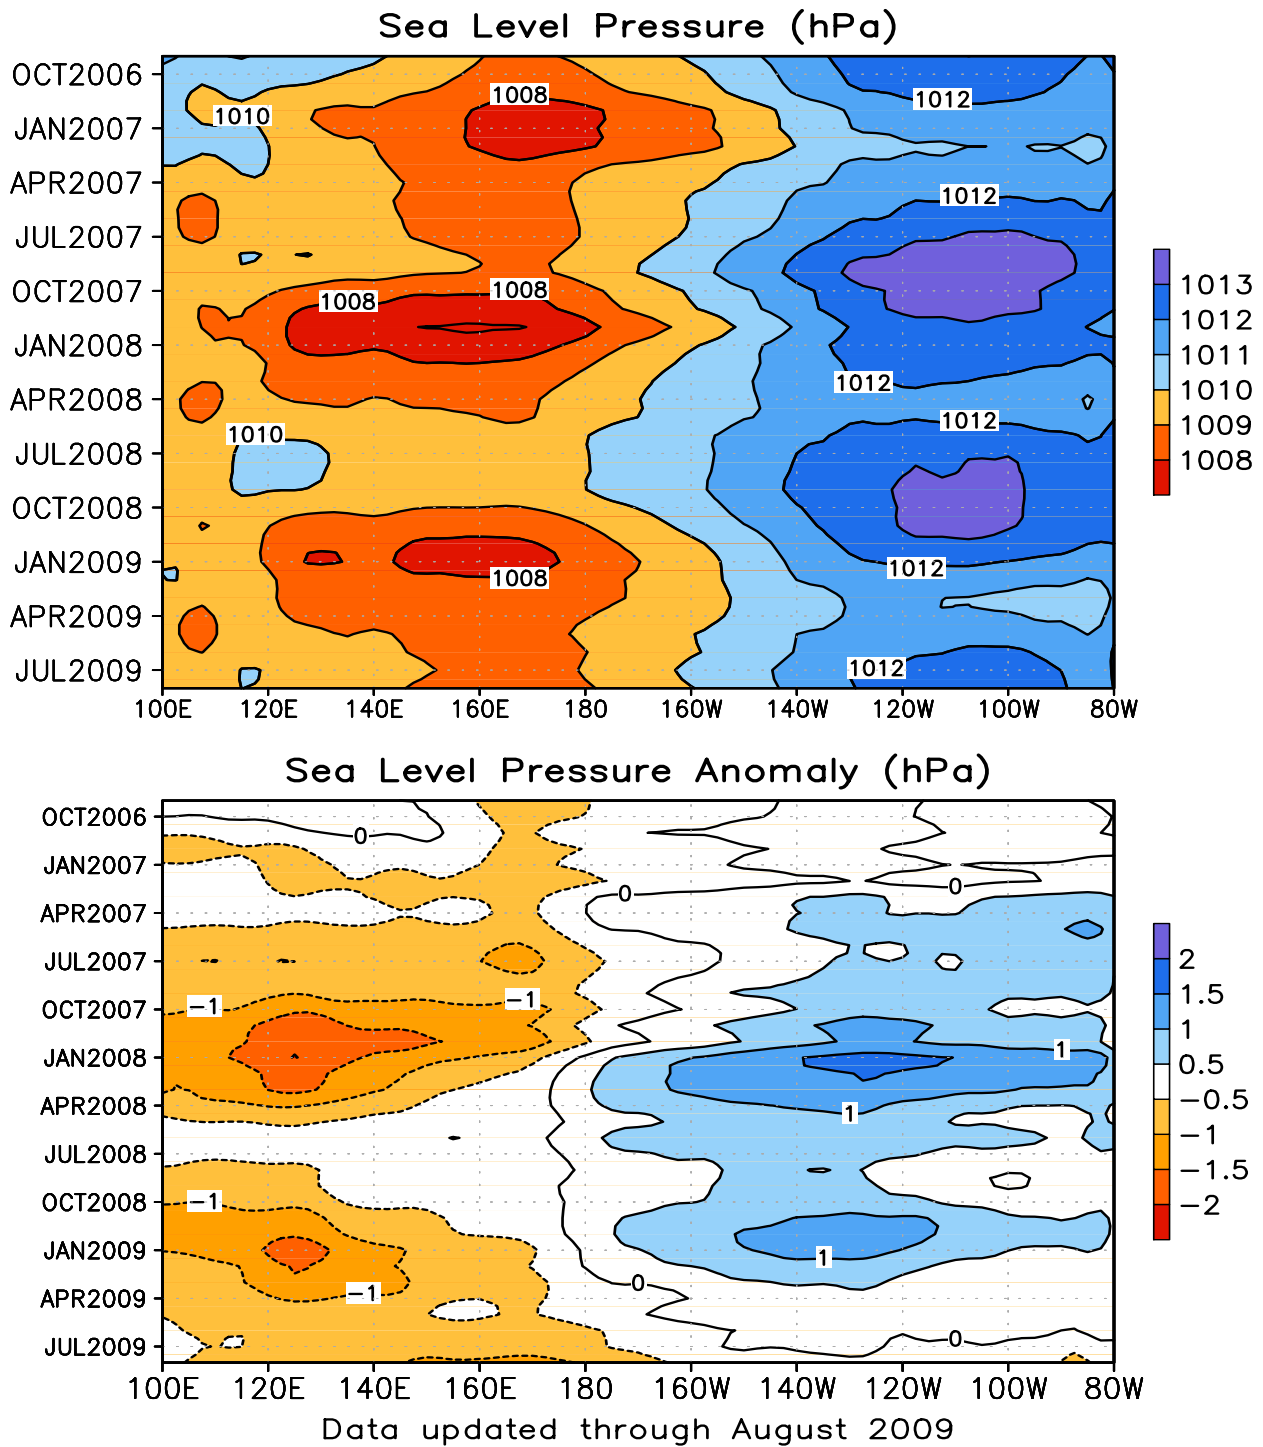 Sea Level Pressure (hPa)
OCT2006
JAN2007
APR2007
JUL2007
OCT2007
JAN2008
APR2008
JUL2008
OCT2008
JAN2009
APR2009
JUL2009
1010
1008
1012
1012
1008
1008
1012
1012
1010
1012
1008
1012
1013
1012
1011
1010
1009
1008
100E 120E 140E 160E 180 160W 140W 120W 100W 80W
Sea Level Pressure Anomaly (hPa)
OCT2006
JAN2007
APR2007
JUL2007
OCT2007
JAN2008
APR2008
JUL2008
OCT2008
JAN2009
APR2009
JUL2009
0
0
0
−1
−1
1
1
−1
1
−1
0
0
2
1.5
1
0.5
−0.5
−1
−1.5
−2
100E 120E 140E 160E 180 160W 140W 120W 100W 80W
Data updated through August 2009